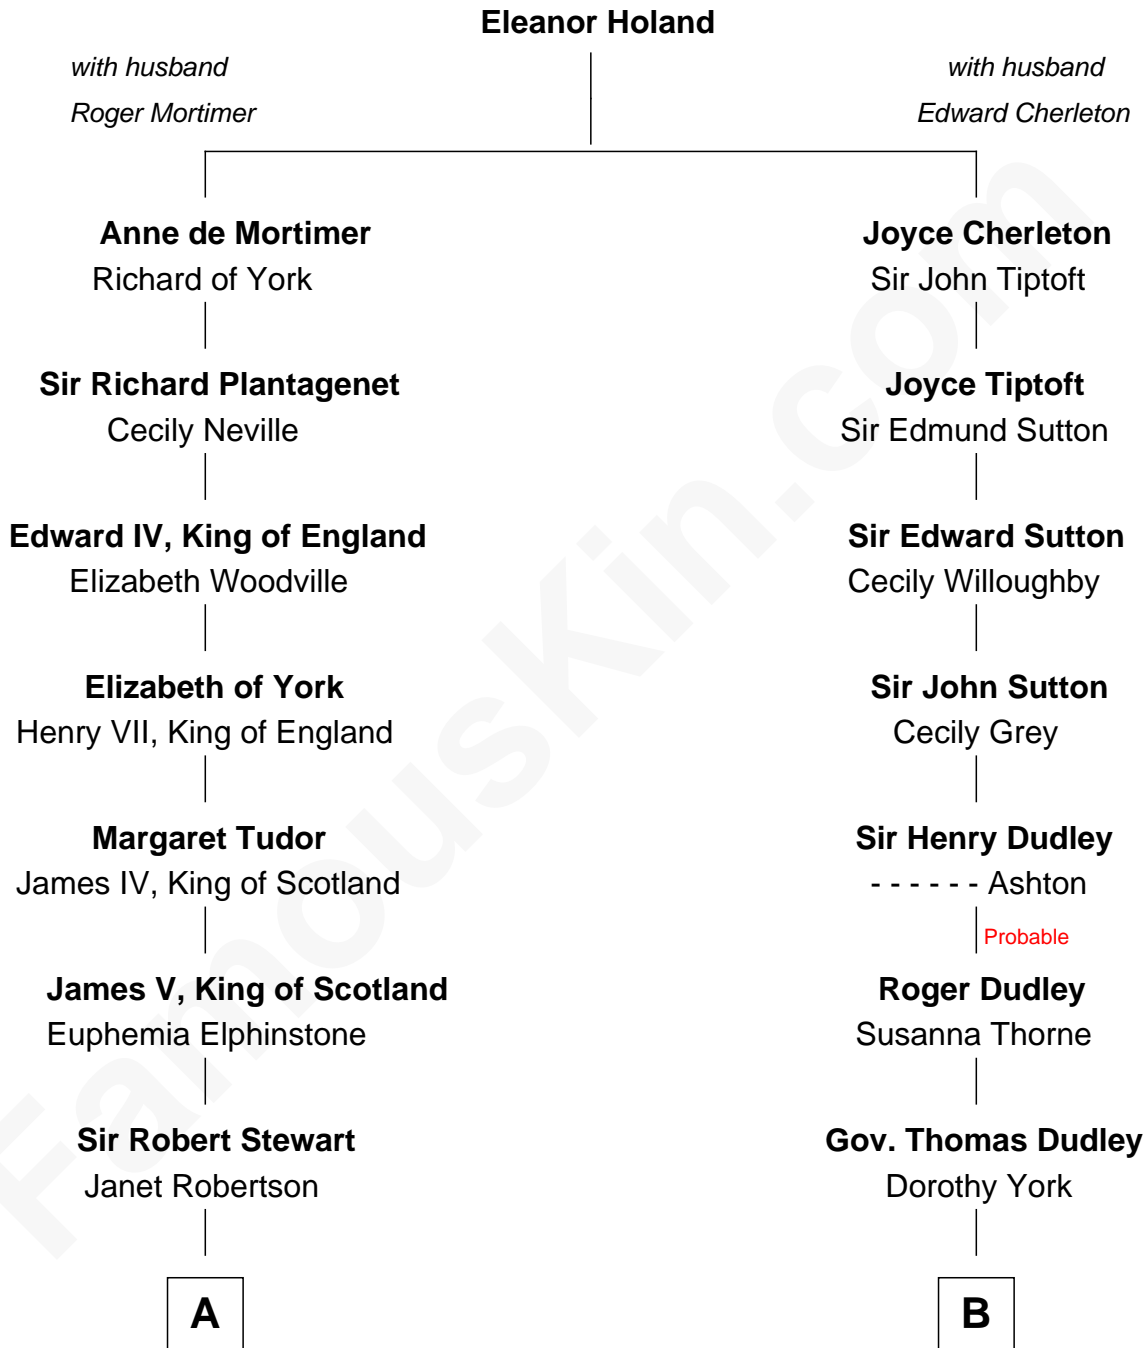 Eleanor Holand
with husband
Roger Mortimer
with husband
Edward Cherleton
Anne de Mortimer
Richard of York
Joyce Cherleton
Sir John Tiptoft
Sir Richard Plantagenet
Cecily Neville
Joyce Tiptoft
Sir Edmund Sutton
Edward IV, King of England
Elizabeth Woodville
Sir Edward Sutton
Cecily Willoughby
Elizabeth of York
Henry VII, King of England
Sir John Sutton
Cecily Grey
Margaret Tudor
James IV, King of Scotland
Sir Henry Dudley
- - - - - - Ashton
Probable
James V, King of Scotland
Euphemia Elphinstone
Roger Dudley
Susanna Thorne
Sir Robert Stewart
Janet Robertson
Gov. Thomas Dudley
Dorothy York
A
B
FamousKin.com